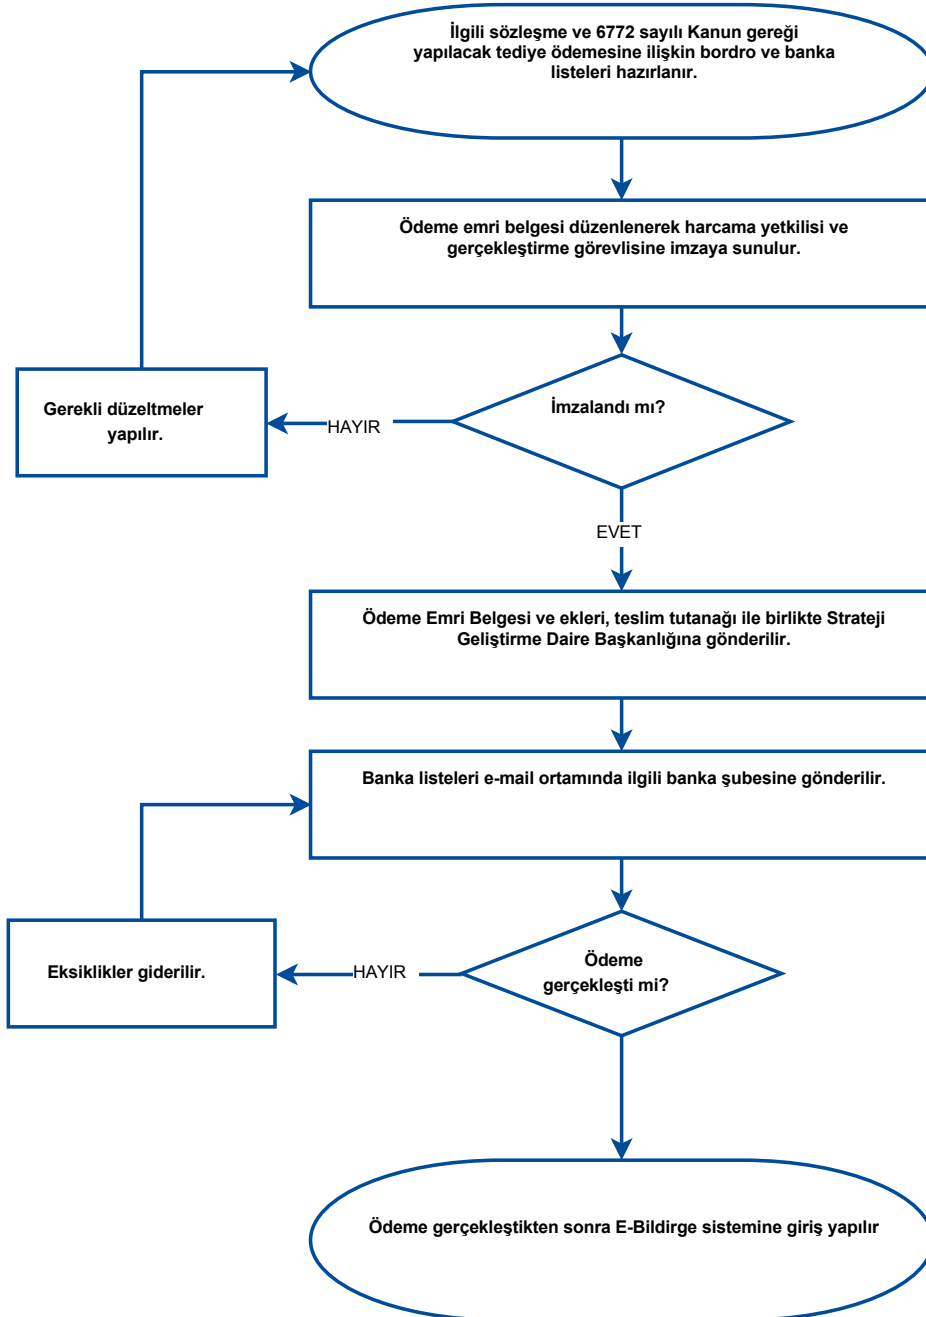 İlgili sözleşme ve 6772 sayılı Kanun gereği
yapılacak tediye ödemesine ilişkin bordro ve banka
listeleri hazırlanır.
Ödeme emri belgesi düzenlenerek harcama yetkilisi ve
gerçekleştirme görevlisine imzaya sunulur.
İmzalandı mı?
HAYIR
Gerekli düzeltmeler
yapılır.
EVET
Ödeme Emri Belgesi ve ekleri, teslim tutanağı ile birlikte Strateji
Geliştirme Daire Başkanlığına gönderilir.
Banka listeleri e-mail ortamında ilgili banka şubesine gönderilir.
Ödeme
gerçekleşti mi?
HAYIR
Eksiklikler giderilir.
Ödeme gerçekleştikten sonra E-Bildirge sistemine giriş yapılır